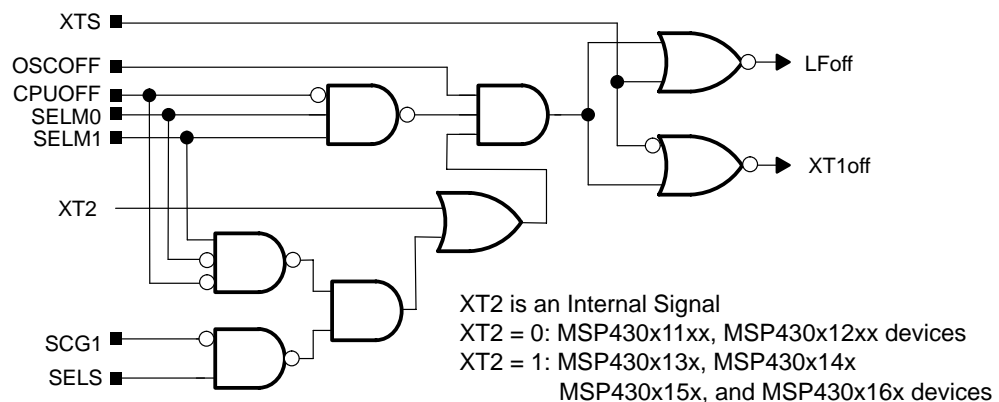 XTS
OSCOFF
CPUOFF
SELM0
SELM1
XT2
SCG1
SELS
LFoff
XT1off
XT2 is an Internal Signal
XT2 = 0: MSP430x11xx, MSP430x12xx devices
XT2 = 1: MSP430x13x, MSP430x14x
MSP430x15x, and MSP430x16x devices